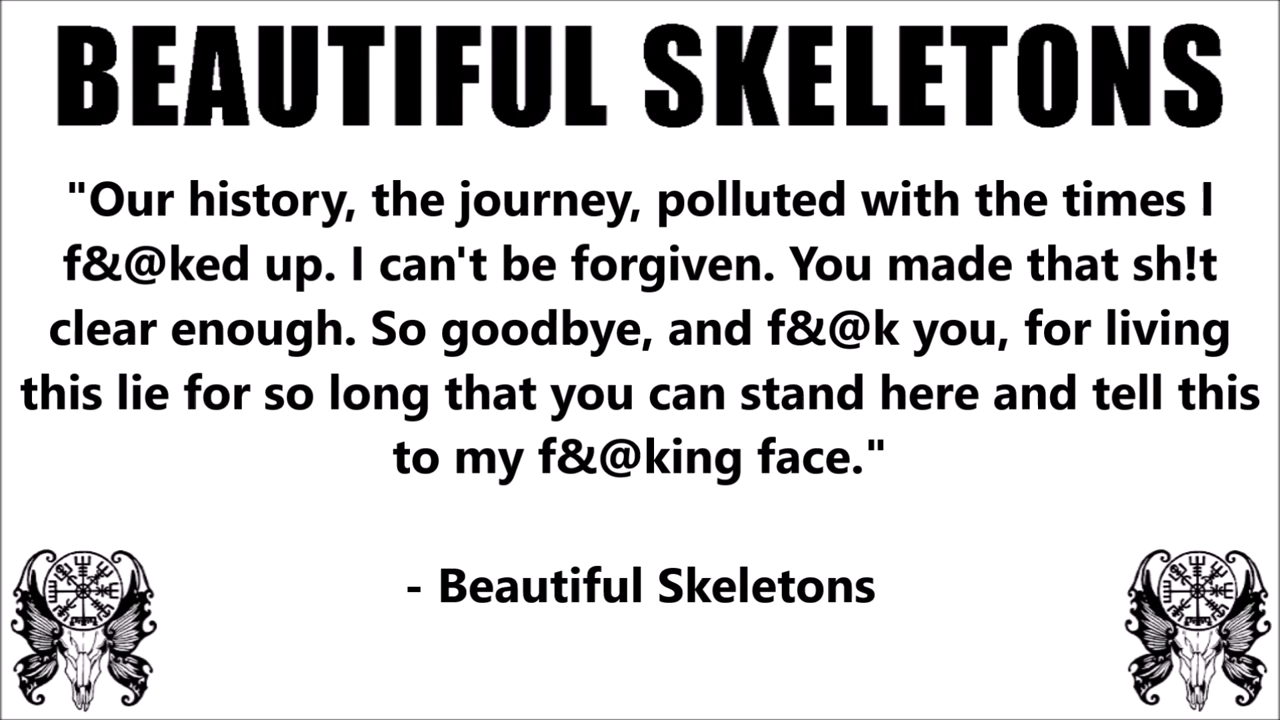 BEAUTIFUL SKELETONS
"Our history, the journey, polluted with the times I
f&@ked up. I can't be forgiven. You made that sh!t
clear enough. So goodbye, and f&@k you, for living
this lie for so long that you can stand here and tell this
to my f&@king face."
- Beautiful Skeletons